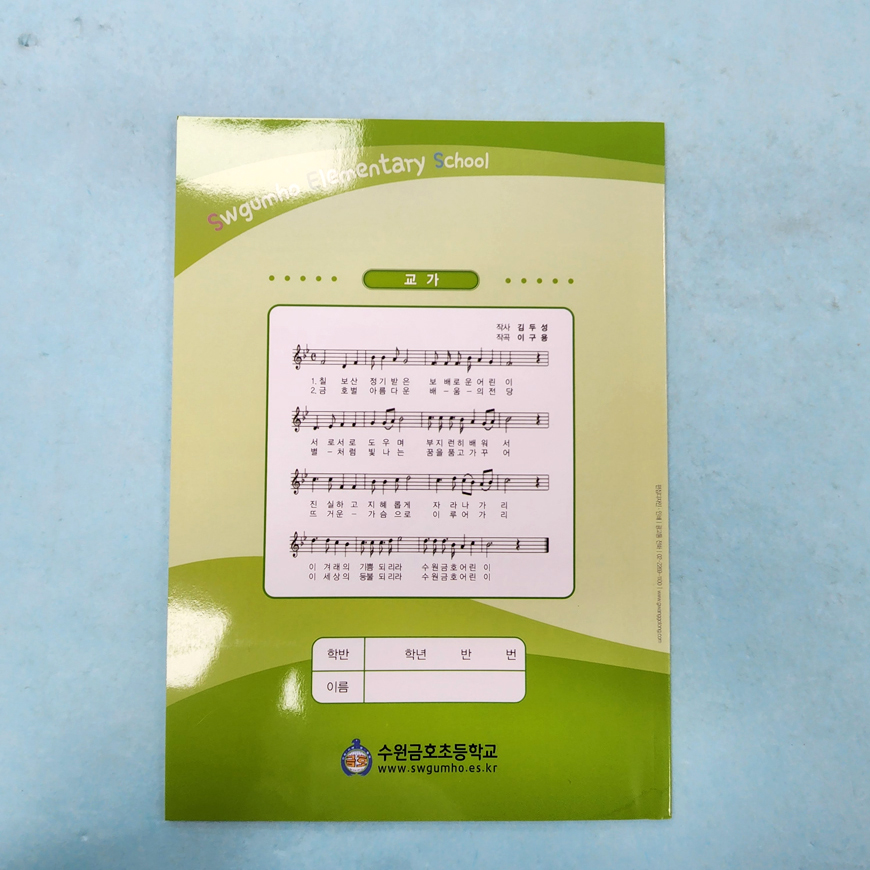 Swgumho Elementary School
교 가
작사 김 두 성
작곡 이 구 용
1.칠 보산 정기 받은 보 배로운어린 이
2.금 호벌 아름다운 배 - 움 - 의전 당
서 로서로 도 우 며 부지런히배 워 서
별 - 처럼 빛 나 는 꿈을품고가 꾸 어
진 실하고 지혜 롭게 자 라 나 가 리
뜨 거운 - 가 슴 으로 이 루 어 가 리
이 겨래의 기쁨 되리라 수원금호어린 이
이 세상의 등불 되리라 수원금호어린 이
학반 학년 반 번
이름
금호
수원금호초등학교
www.swgumho.es.kr